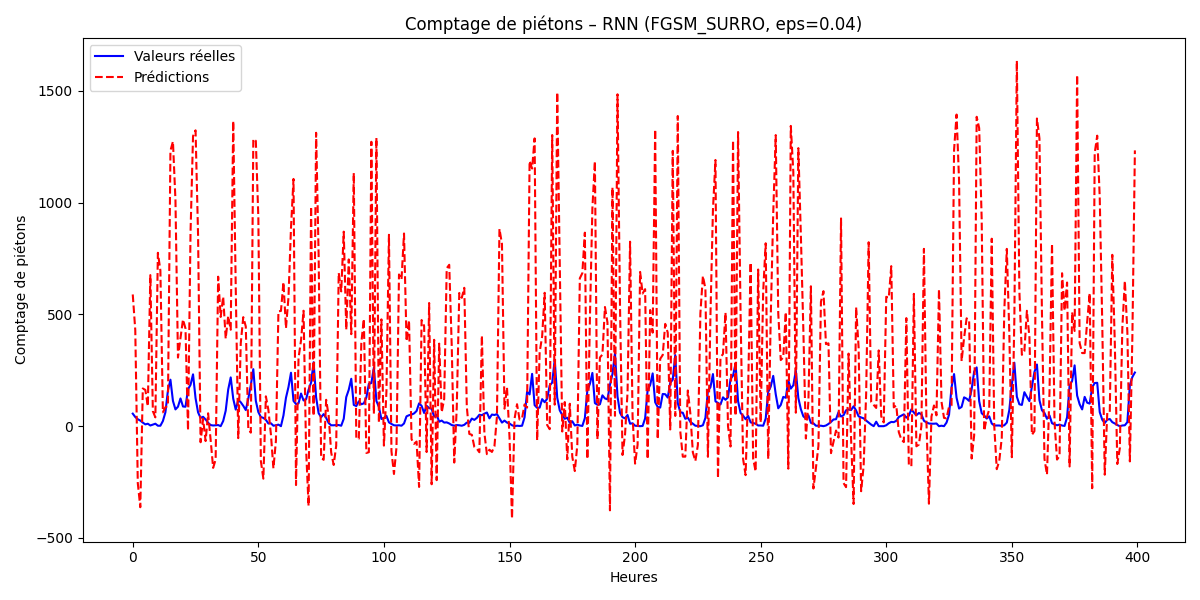 Comptage de piétons – RNN (FGSM_SURRO, eps=0.04)
Valeurs réelles
Prédictions
Comptage de piétons
1500
1000
500
0
−500
0 50 100 150 200 250 300 350 400
Heures